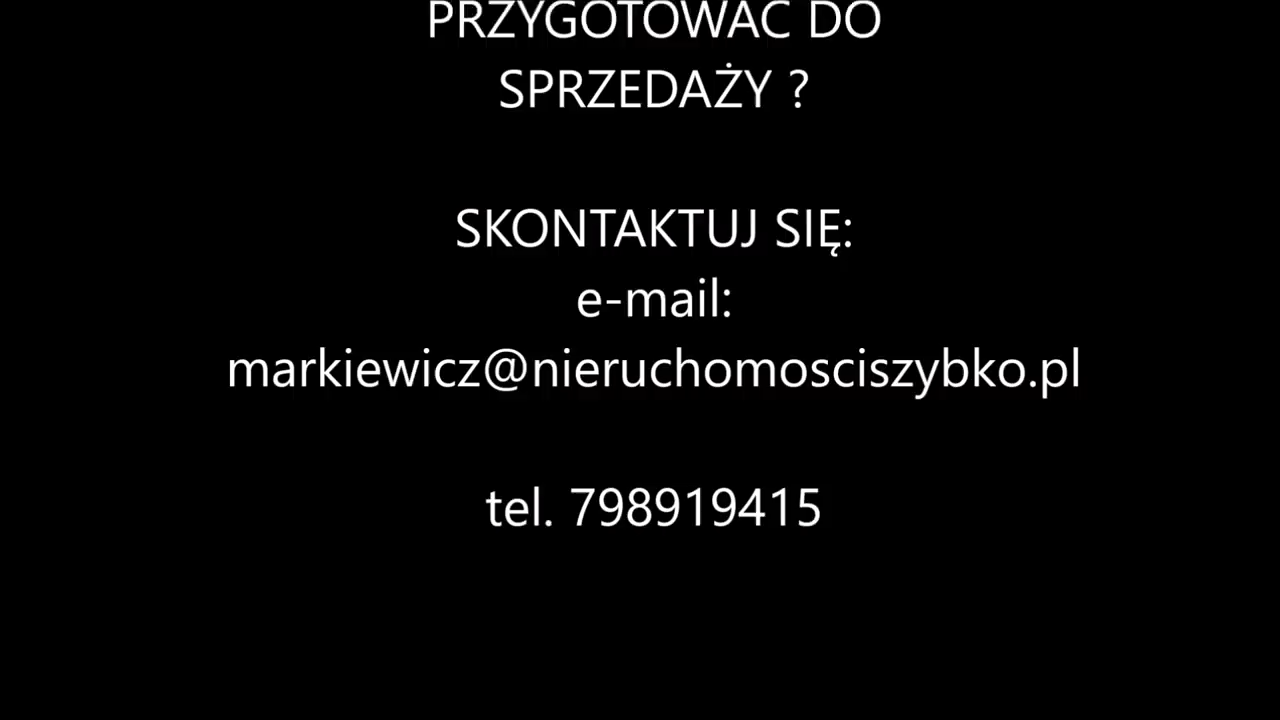 PRZYGOTOWAĆ DO
SPRZEDAŻY ?
SKONTAKTUJ SIĘ:
e-mail:
markiewicz@nieruchomosciszybko.pl
tel. 798919415